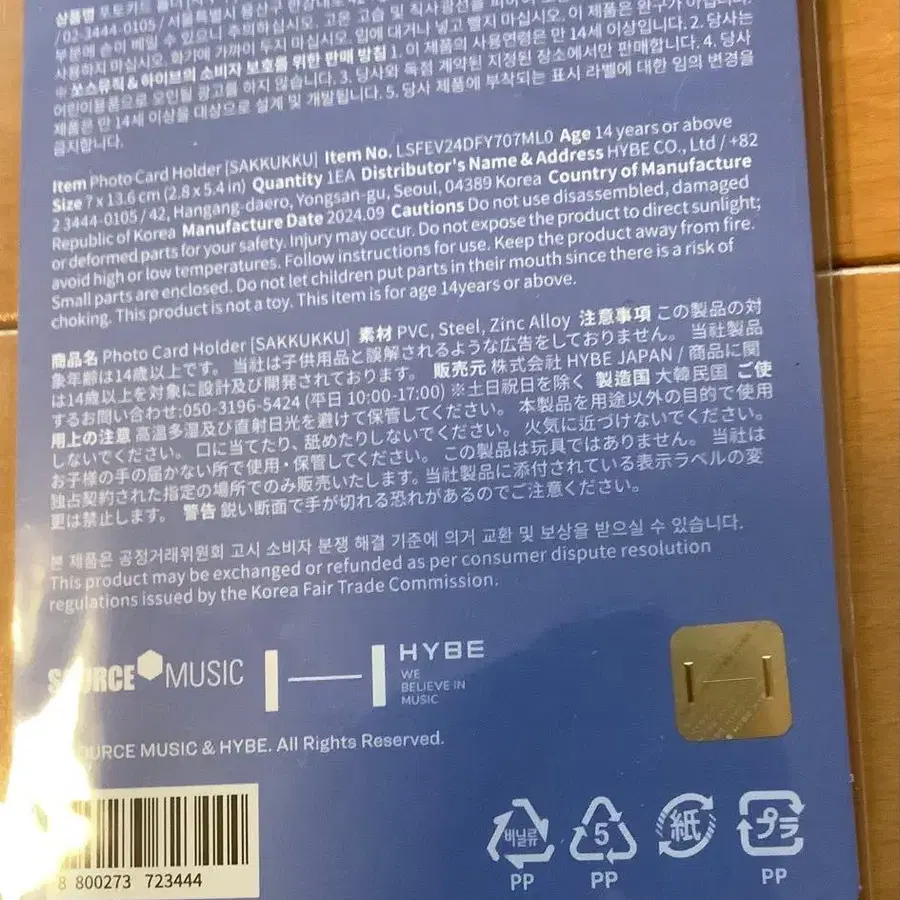 상품명 포토카드 홀더
/ 02-3444-0105 / 서울특별시 용산구 한강대로 42
부분에 손이 베일 수 있으니 주의하십시오. 고온 고습 및 직사광선을 피하여
사용하지 마십시오. 화기에 가까이 두지 마십시오. 입에 대거나 넣고 빨지 마십시오. 이 제품은 완구가 아닙니다.
※ 쏘스뮤직 & 하이브의 소비자 보호를 위한 판매 방침 1. 이 제품의 사용연령은 만 14세 이상입니다. 2. 당사는
어린이용품으로 오인될 광고를 하지 않습니다. 3. 당사와 독점 계약된 지정된 장소에서만 판매합니다. 4. 당사
제품은 만 14세 이상을 대상으로 설계 및 개발됩니다. 5. 당사 제품에 부착되는 표시 라벨에 대한 임의 변경을
금지합니다.
Item Photo Card Holder [SAKKUKKU] Item No. LSFEV24DFY707ML0 Age 14 years or above
Size 7 x 13.6 cm (2.8 x 5.4 in) Quantity 1EA Distributor's Name & Address HYBE CO., Ltd / +82
2 3444-0105 / 42, Hangang-daero, Yongsan-gu, Seoul, 04389 Korea Country of Manufacture
Republic of Korea Manufacture Date 2024.09 Cautions Do not use disassembled, damaged
or deformed parts for your safety. Injury may occur. Do not expose the product to direct sunlight;
avoid high or low temperatures. Follow instructions for use. Keep the product away from fire.
Small parts are enclosed. Do not let children put parts in their mouth since there is a risk of
choking. This product is not a toy. This item is for age 14years or above.
商品名 Photo Card Holder [SAKKUKKU] 素材 PVC, Steel, Zinc Alloy 注意事項 この製品の対
象年齢は14歳以上です。 当社は子供用品と誤解されるような広告をしておりません。 当社製品
は14歳以上を対象に設計及び開発されております。 販売元 株式会社 HYBE JAPAN / 商品に関
するお問い合わせ:050-3196-5424 (平日 10:00-17:00) ※土日祝日を除く 製造国 大韓民国 ご使
用上の注意 高温多湿及び直射日光を避けて保管してください。 本製品を用途以外の目的で使用
しないでください。 口に当てたり、舐めたりしないでください。 火気に近づけないでください。
お子様の手の届かない所で使用・保管してください。 この製品は玩具ではありません。 当社は
独占契約された指定の場所でのみ販売いたします。当社製品に添付されている表示ラベルの変
更は禁止します。 警告 鋭い断面で手が切れる恐れがあるのでご注意ください。
본 제품은 공정거래위원회 고시 소비자 분쟁 해결 기준에 의거 교환 및 보상을 받으실 수 있습니다.
This product may be exchanged or refunded as per consumer dispute resolution
regulations issued by the Korea Fair Trade Commission.
SOURCE MUSIC
HYBE
WE
BELIEVE IN
MUSIC
SOURCE MUSIC & HYBE. All Rights Reserved.
8 800273 723444
비닐류
PP
5
PP
紙
プラ
PP